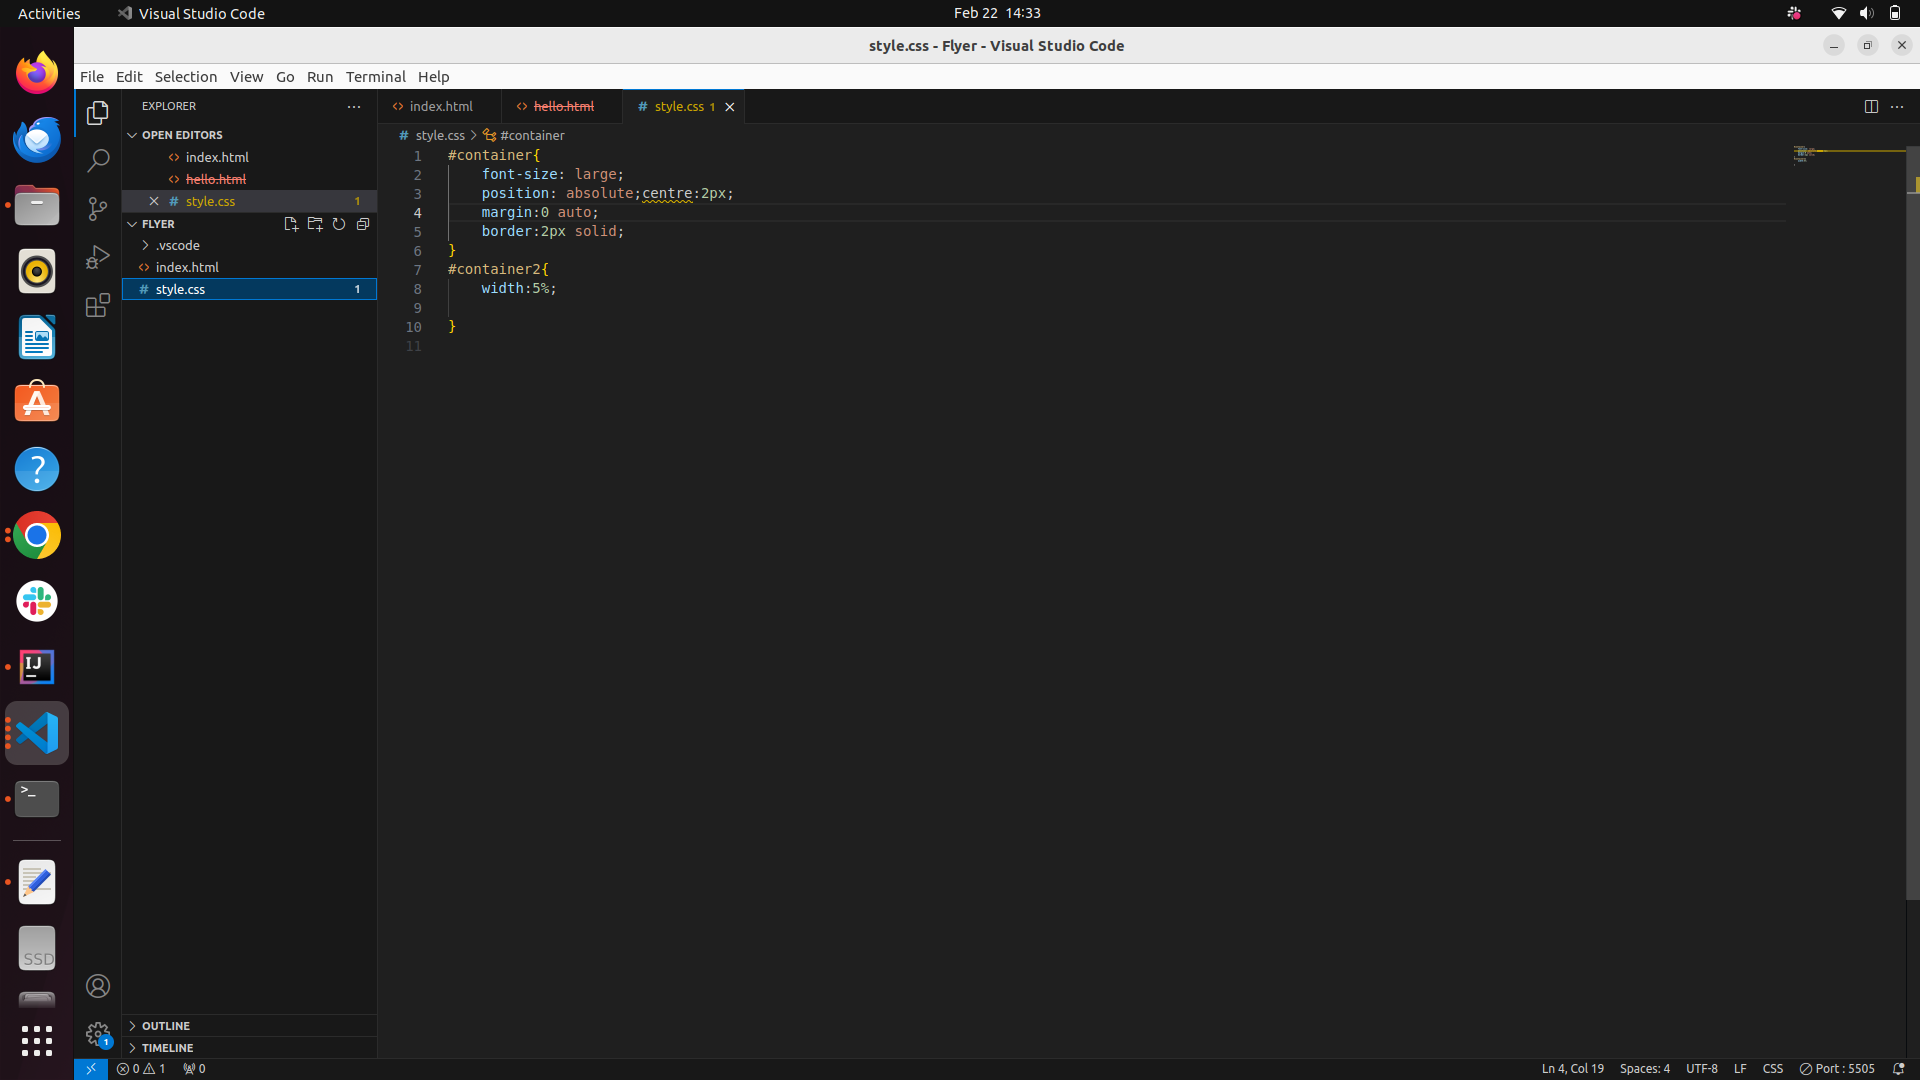 Activities
Visual Studio Code
Feb 22 14:33
style.css - Flyer - Visual Studio Code
File Edit Selection View Go Run Terminal Help
EXPLORER
index.html
hello.html
style.css 1
OPEN EDITORS
index.html
hello.html
style.css 1
FLYER
.vscode
index.html
style.css 1
style.css > #container
1 #container{
2 font-size: large;
3 position: absolute;centre:2px;
4 margin:0 auto;
5 border:2px solid;
6 }
7 #container2{
8 width:5%;
9
10 }
11
IJ
>_
SSD
OUTLINE
TIMELINE
1
0 1 0
Ln 4, Col 19 Spaces: 4 UTF-8 LF CSS Port : 5505